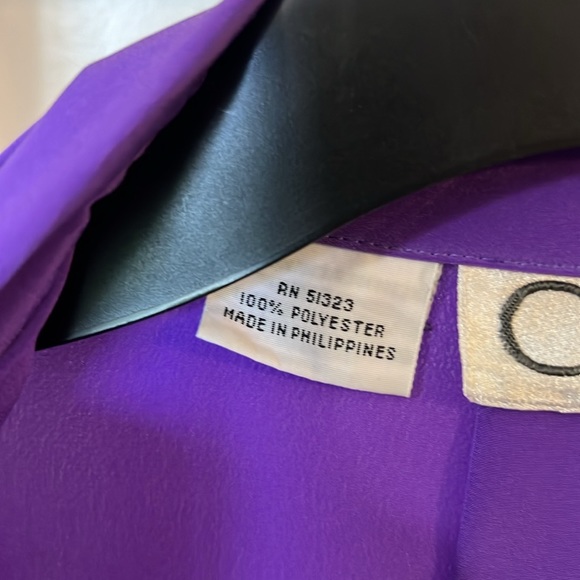 RN 51323
100% POLYESTER
MADE IN PHILIPPINES